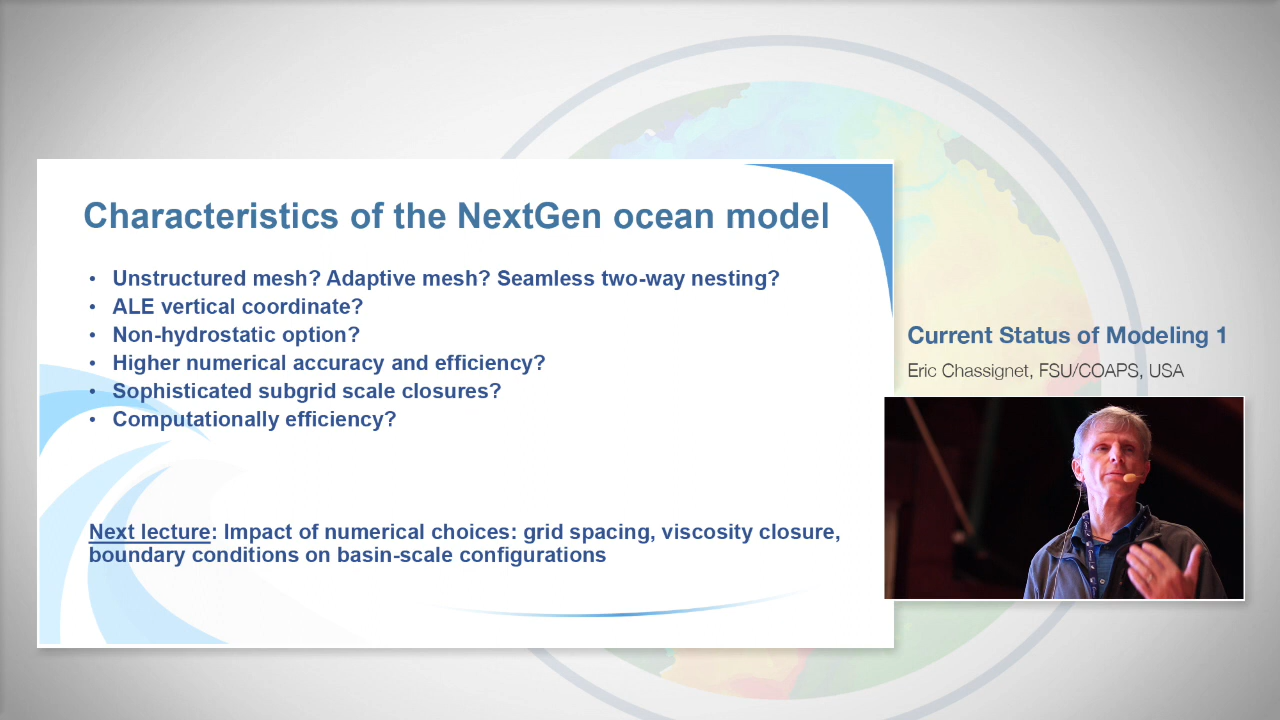 Characteristics of the NextGen ocean model
• Unstructured mesh? Adaptive mesh? Seamless two-way nesting?
• ALE vertical coordinate?
• Non-hydrostatic option?
• Higher numerical accuracy and efficiency?
• Sophisticated subgrid scale closures?
• Computationally efficiency?
Next lecture: Impact of numerical choices: grid spacing, viscosity closure,
boundary conditions on basin-scale configurations
Current Status of Modeling 1
Eric Chassignet, FSU/COAPS, USA